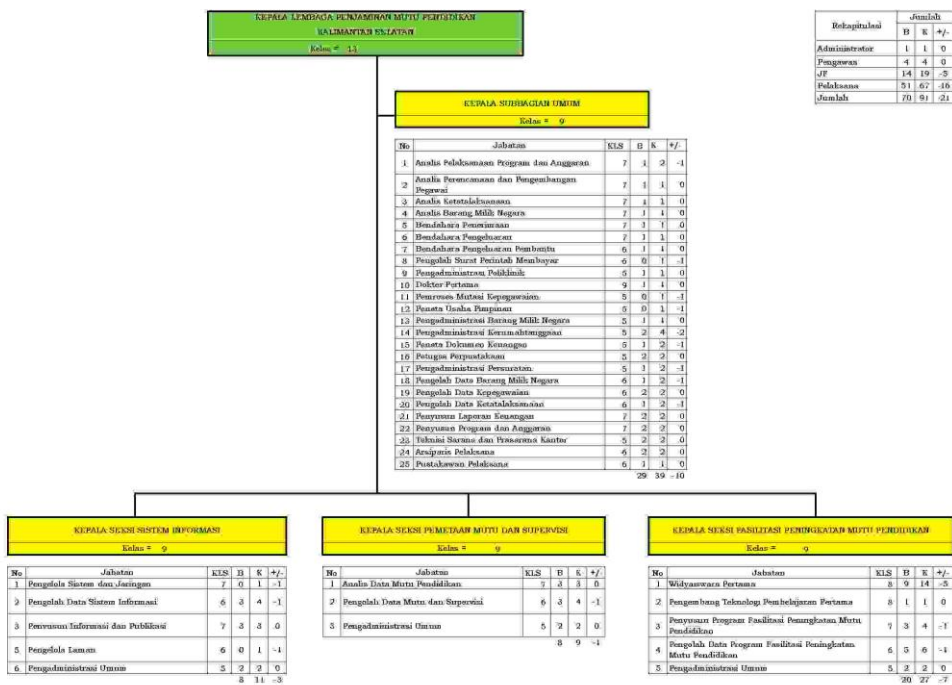 KEPALA LEMBAGA PENJAMINAN MUTU PENDIDIKAN
KALIMANTAN SELATAN
Kelas = 13
Rekapitulasi Jumlah
B K +/-
Administrator 1 1 0
Pengawas 4 4 0
JF 14 19 -5
Pelaksana 51 67 -16
Jumlah 70 91 -21
KEPALA SUBBAGIAN UMUM
Kelas = 9
No Jabatan KLS B K +/-
1 Analis Pelaksanaan Program dan Anggaran 7 1 2 -1
2 Analis Perencanaan dan Pengembangan
Pegawai 7 1 1 0
3 Analis Ketatalaksanaan 7 1 1 0
4 Analis Barang Milik Negara 7 1 1 0
5 Bendahara Penerimaan 7 1 1 0
6 Bendahara Pengeluaran 7 1 1 0
7 Bendahara Pengeluaran Pembantu 6 1 1 0
8 Pengolah Surat Perintah Membayar 6 0 1 -1
9 Pengadministrasi Poliklinik 5 1 1 0
10 Dokter Pertama 9 1 1 0
11 Pemroses Mutasi Kepegawaian 5 0 1 -1
12 Penata Usaha Pimpinan 5 0 1 -1
13 Pengadministrasi Barang Milik Negara 5 1 1 0
14 Pengadministrasi Kerumahtanggaan 5 2 4 -2
15 Penata Dokumen Keuangan 5 1 2 -1
16 Petugas Perpustakaan 5 2 2 0
17 Pengadministrasi Persuratan 5 1 2 -1
18 Pengolah Data Barang Milik Negara 6 1 2 -1
19 Pengolah Data Kepegawaian 6 2 2 0
20 Pengolah Data Ketatalaksanaan 6 1 2 -1
21 Penyusun Laporan Keuangan 7 2 2 0
22 Penyusun Program dan Anggaran 7 2 2 0
23 Teknisi Sarana dan Prasarana Kantor 5 2 2 0
24 Arsiparis Pelaksana 6 2 2 0
25 Pustakawan Pelaksana 6 1 1 0
29 39 -10
KEPALA SEKSI SISTEM INFORMASI
Kelas = 9
No Jabatan KLS B K +/-
1 Pengelola Sistem dan Jaringan 7 0 1 -1
2 Pengolah Data Sistem Informasi 6 3 4 -1
3 Penyusun Informasi dan Publikasi 7 3 3 0
5 Pengelola Laman 6 0 1 -1
6 Pengadministrasi Umum 5 2 2 0
8 11 -3
KEPALA SEKSI PEMETAAN MUTU DAN SUPERVISI
Kelas = 9
No Jabatan KLS B K +/-
1 Analis Data Mutu Pendidikan 7 3 3 0
2 Pengolah Data Mutu dan Supervisi 6 3 4 -1
3 Pengadministrasi Umum 5 2 2 0
8 9 -1
KEPALA SEKSI FASILITASI PENINGKATAN MUTU PENDIDIKAN
Kelas = 9
No Jabatan KLS B K +/-
1 Widyaiswara Pertama 8 9 14 -5
2 Pengembang Teknologi Pembelajaran Pertama 8 1 1 0
3 Penyusun Program Fasilitasi Peningkatan Mutu
Pendidikan 7 3 4 -1
4 Pengolah Data Program Fasilitasi Peningkatan
Mutu Pendidikan 6 5 6 -1
5 Pengadministrasi Umum 5 2 2 0
20 27 -7